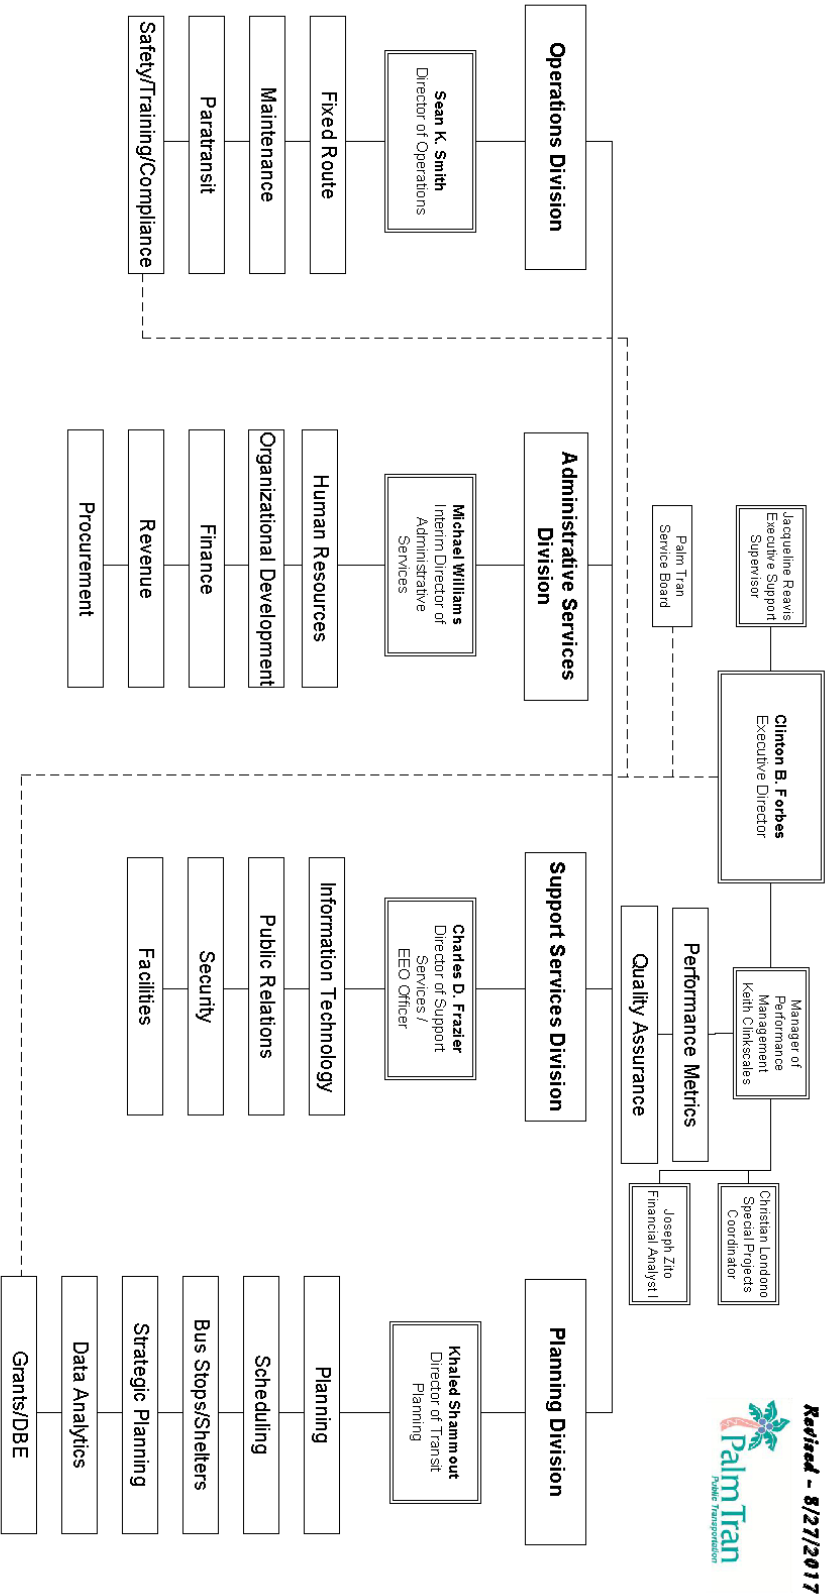 Revised - 8/27/2017
Palm Tran
Public Transportation
Jacqueline Reavis
Executive Support
Supervisor
Clinton B. Forbes
Executive Director
Manager of
Performance
Management
Keith Clinkscales
Christian Londono
Special Projects
Coordinator
Joseph Zito
Financial Analyst I
Palm Tran
Service Board
Performance Metrics
Quality Assurance
Operations Division
Sean K. Smith
Director of Operations
Fixed Route
Maintenance
Paratransit
Safety/Training/Compliance
Administrative Services
Division
Michael Williams
Interim Director of
Administrative
Services
Human Resources
Organizational Development
Finance
Revenue
Procurement
Support Services Division
Charles D. Frazier
Director of Support
Services /
EEO Officer
Information Technology
Public Relations
Security
Facilities
Planning Division
Khaled Shammout
Director of Transit
Planning
Planning
Scheduling
Bus Stops/Shelters
Strategic Planning
Data Analytics
Grants/DBE